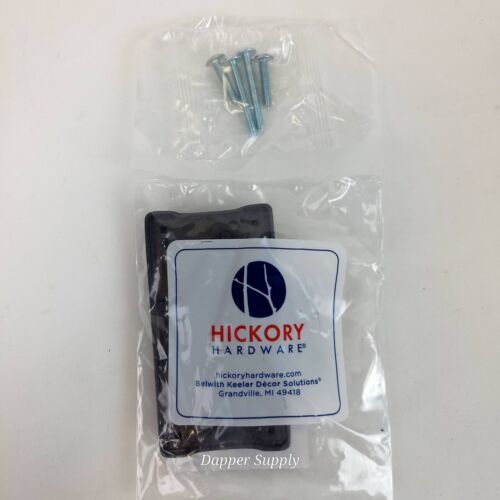 HICKORY
HARDWARE®
hickoryhardware.com
Belwith Keeler Décor Solutions®
Grandville, MI 49418
Dapper Supply